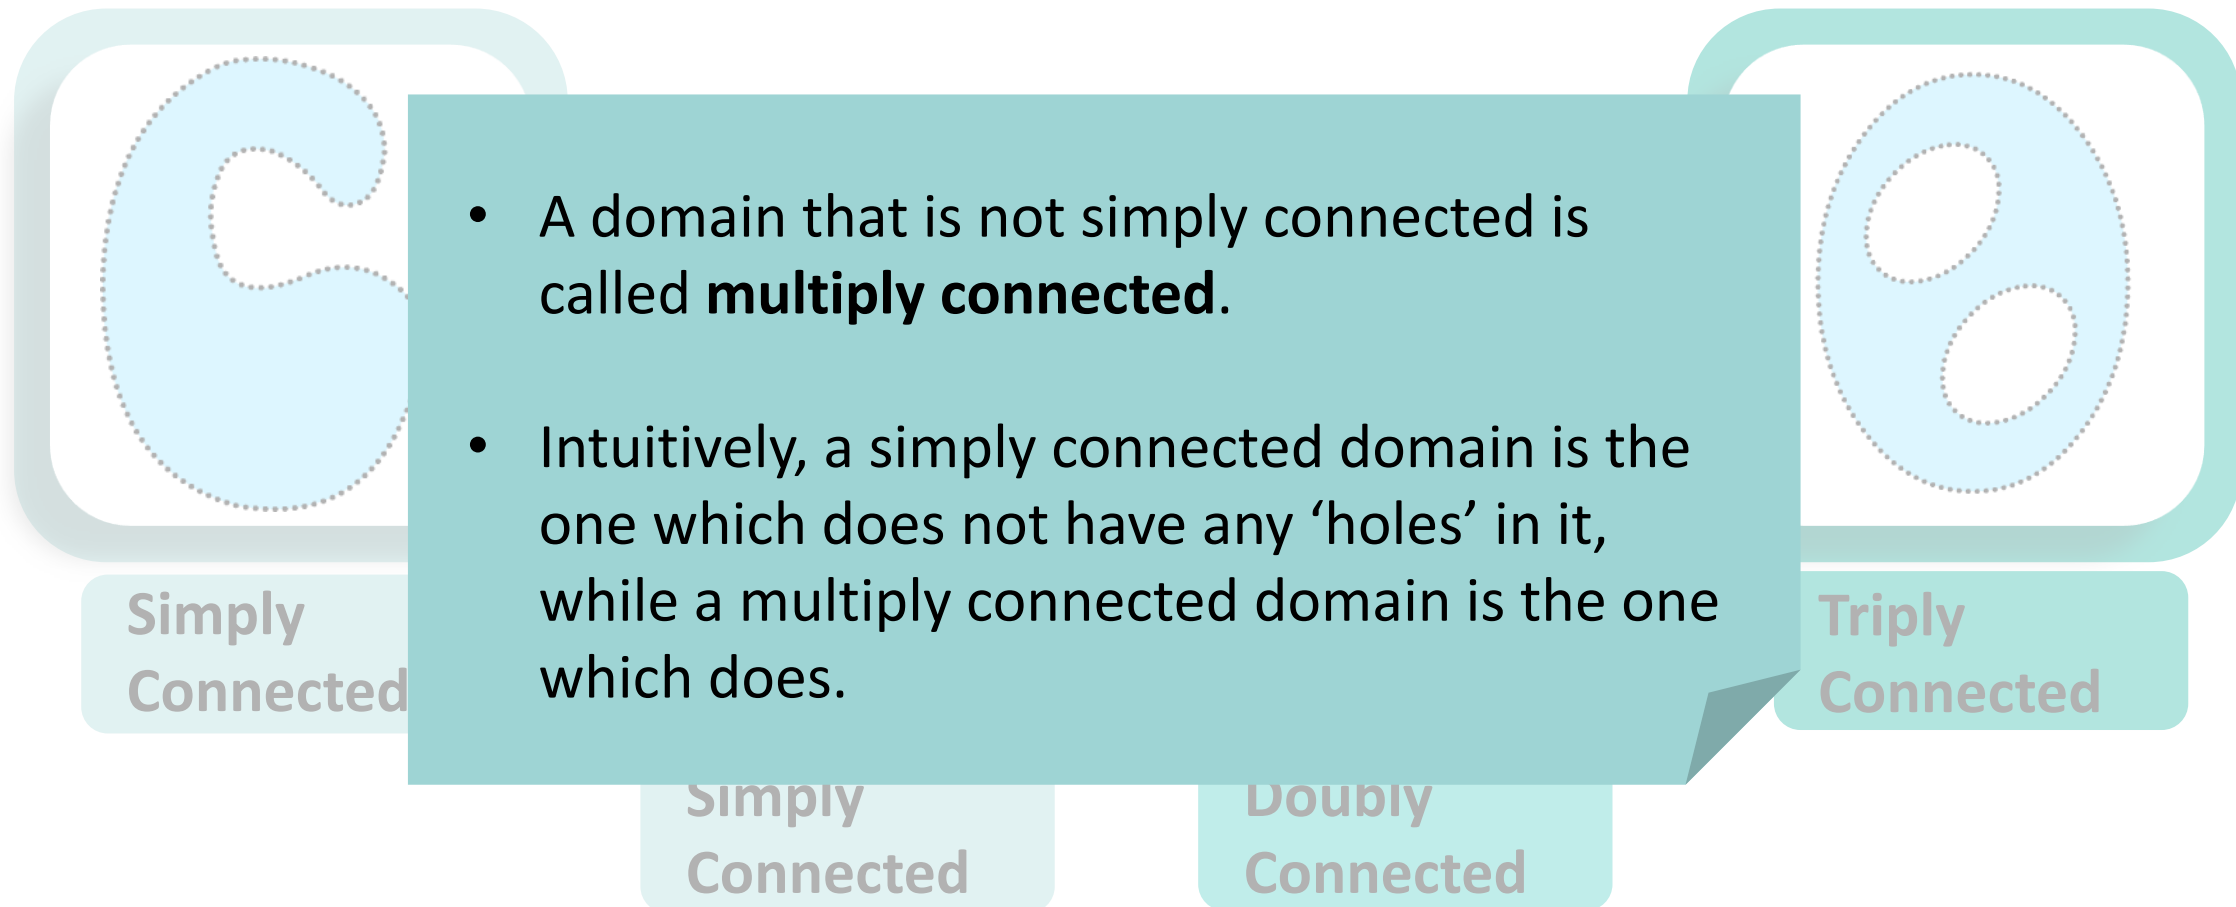 • A domain that is not simply connected is
called multiply connected.
• Intuitively, a simply connected domain is the
one which does not have any ‘holes’ in it,
while a multiply connected domain is the one
which does.
Simply
Connected
Triply
Connected
Simply
Connected
Doubly
Connected